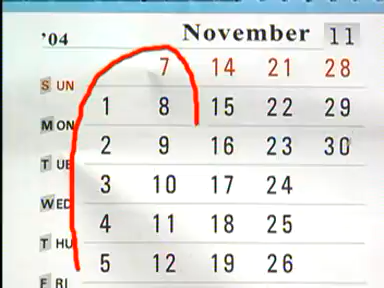 '04 November 11
SUN 7 14 21 28
MON 1 8 15 22 29
TUE 2 9 16 23 30
WED 3 10 17 24
THU 4 11 18 25
FRI 5 12 19 26